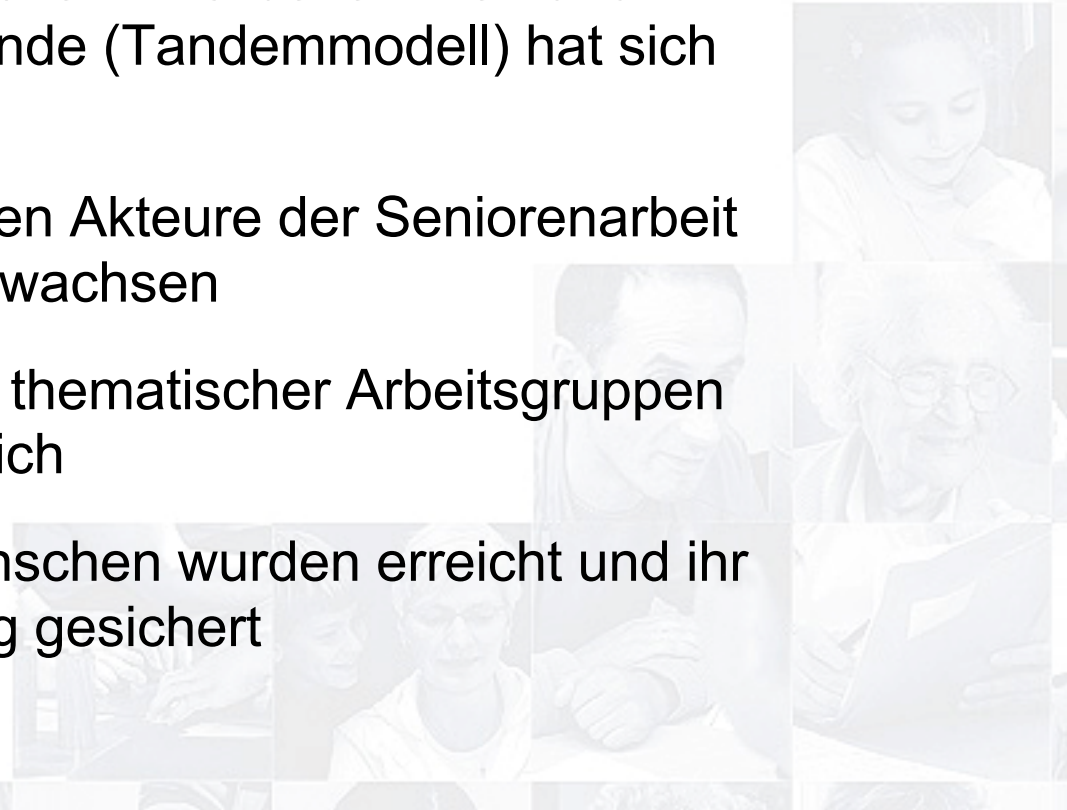 nde (Tandemmodell) hat sich
en Akteure der Seniorenarbeit
wachsen
thematischer Arbeitsgruppen
ich
nschen wurden erreicht und ihr
g gesichert